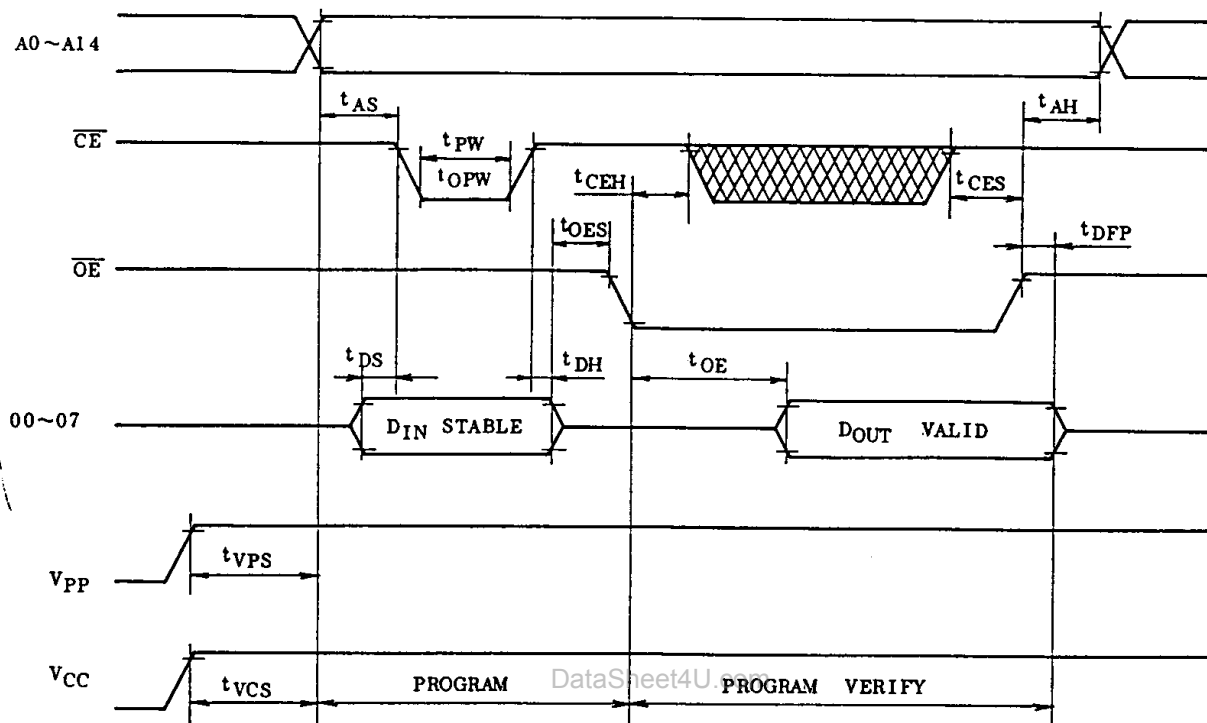 A0~A14
tAS
tAH
CE
tPW
tOPW
tCEH
tCES
tOES
tDFP
OE
tDS
tDH
tOE
00~07
DIN STABLE
DOUT VALID
VPP
tVPS
VCC
tVCS
PROGRAM
DataSheet4U.com
PROGRAM VERIFY